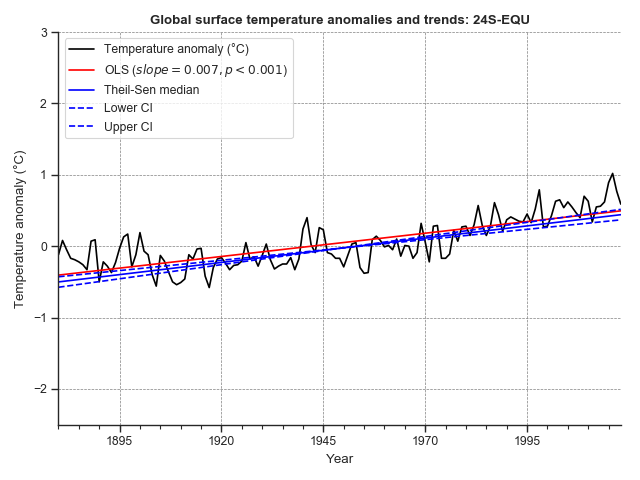 Global surface temperature anomalies and trends: 24S-EQU
Temperature anomaly (°C)
OLS (slope = 0.007, p < 0.001)
Theil-Sen median
Lower CI
Upper CI
Temperature anomaly (°C)
3
2
1
0
−1
−2
1895 1920 1945 1970 1995
Year